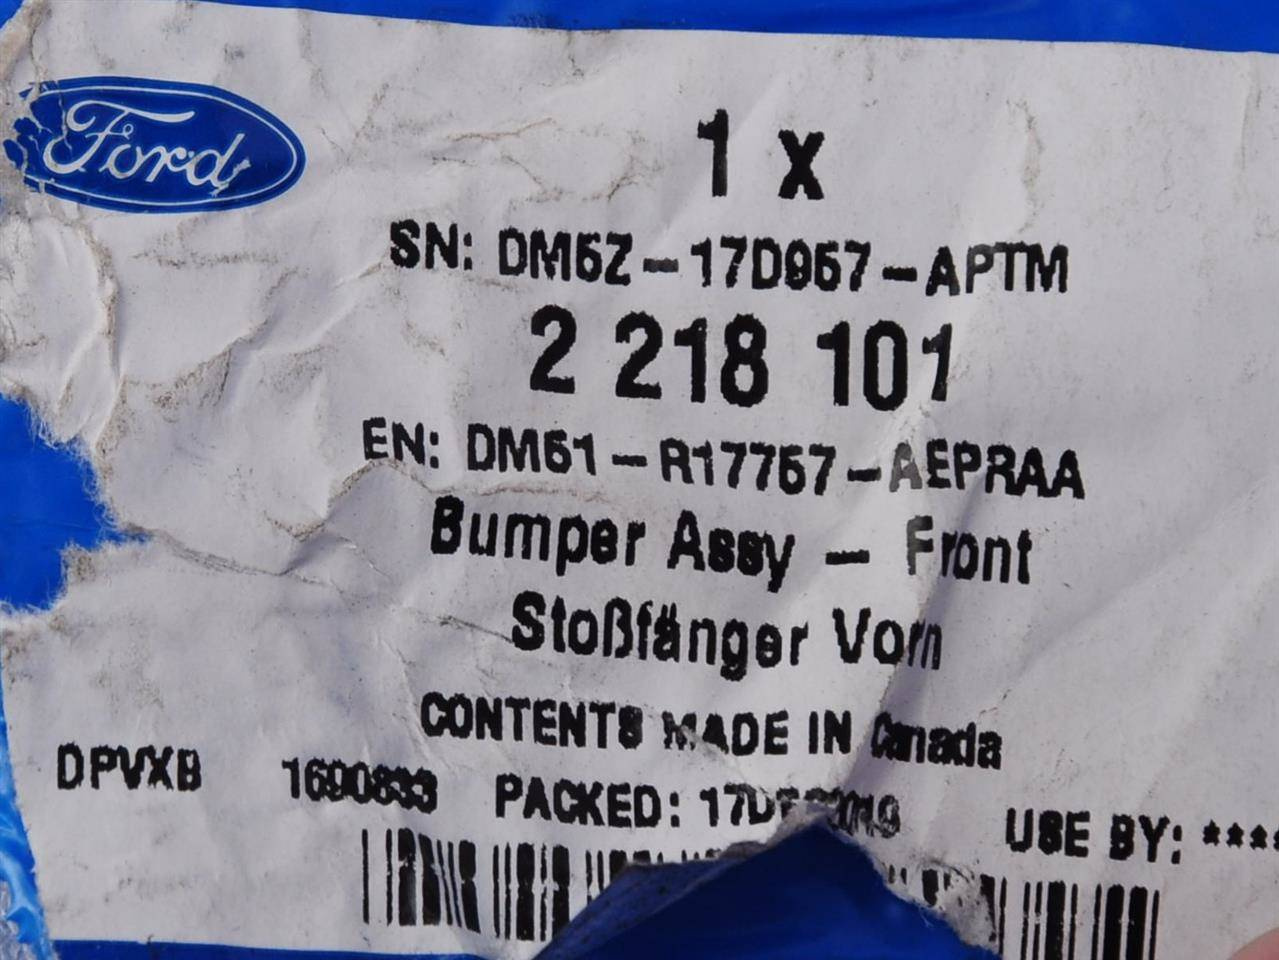 Ford
1 x
SN: DM5Z-17D957-APTM
2 218 101
EN: DM51-R17757-AEPRAA
Bumper Assy - Front
Stoßfänger Vorn
CONTENTS MADE IN Canada
DPVXB 1690833 PACKED: USE BY: ****